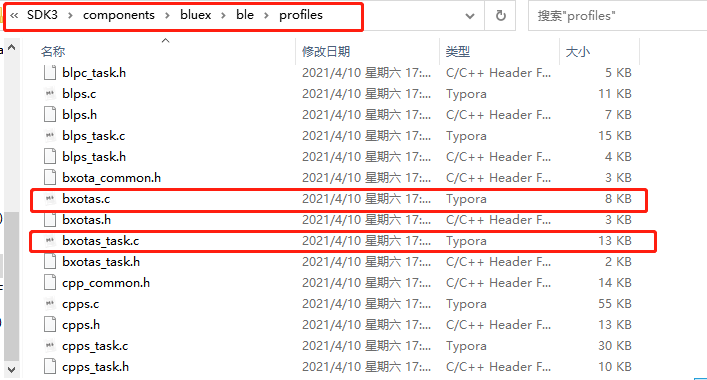 « SDK3 › components › bluex › ble › profiles 搜索"profiles"
名称 修改日期 类型 大小
blpc_task.h 2021/4/10 星期六 17:... C/C++ Header F... 5 KB
blps.c 2021/4/10 星期六 17:... Typora 11 KB
blps.h 2021/4/10 星期六 17:... C/C++ Header F... 7 KB
blps_task.c 2021/4/10 星期六 17:... Typora 15 KB
blps_task.h 2021/4/10 星期六 17:... C/C++ Header F... 4 KB
bxota_common.h 2021/4/10 星期六 17:... C/C++ Header F... 3 KB
bxotas.c 2021/4/10 星期六 17:... Typora 8 KB
bxotas.h 2021/4/10 星期六 17:... C/C++ Header F... 3 KB
bxotas_task.c 2021/4/10 星期六 17:... Typora 13 KB
bxotas_task.h 2021/4/10 星期六 17:... C/C++ Header F... 2 KB
cpp_common.h 2021/4/10 星期六 17:... C/C++ Header F... 14 KB
cpps.c 2021/4/10 星期六 17:... Typora 55 KB
cpps.h 2021/4/10 星期六 17:... C/C++ Header F... 13 KB
cpps_task.c 2021/4/10 星期六 17:... Typora 30 KB
cpps_task.h 2021/4/10 星期六 17:... C/C++ Header F... 10 KB